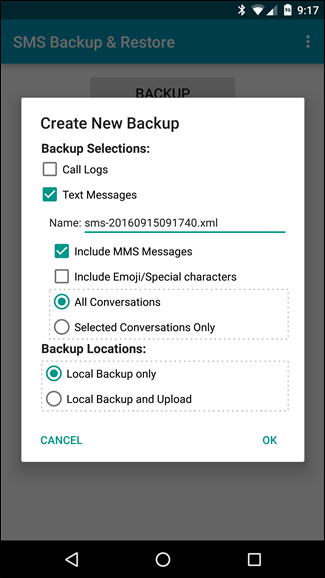 9:17
SMS Backup & Restore
BACKUP
Create New Backup
Backup Selections:
Call Logs
Text Messages
Name: sms-20160915091740.xml
Include MMS Messages
Include Emoji/Special characters
All Conversations
Selected Conversations Only
Backup Locations:
Local Backup only
Local Backup and Upload
CANCEL OK